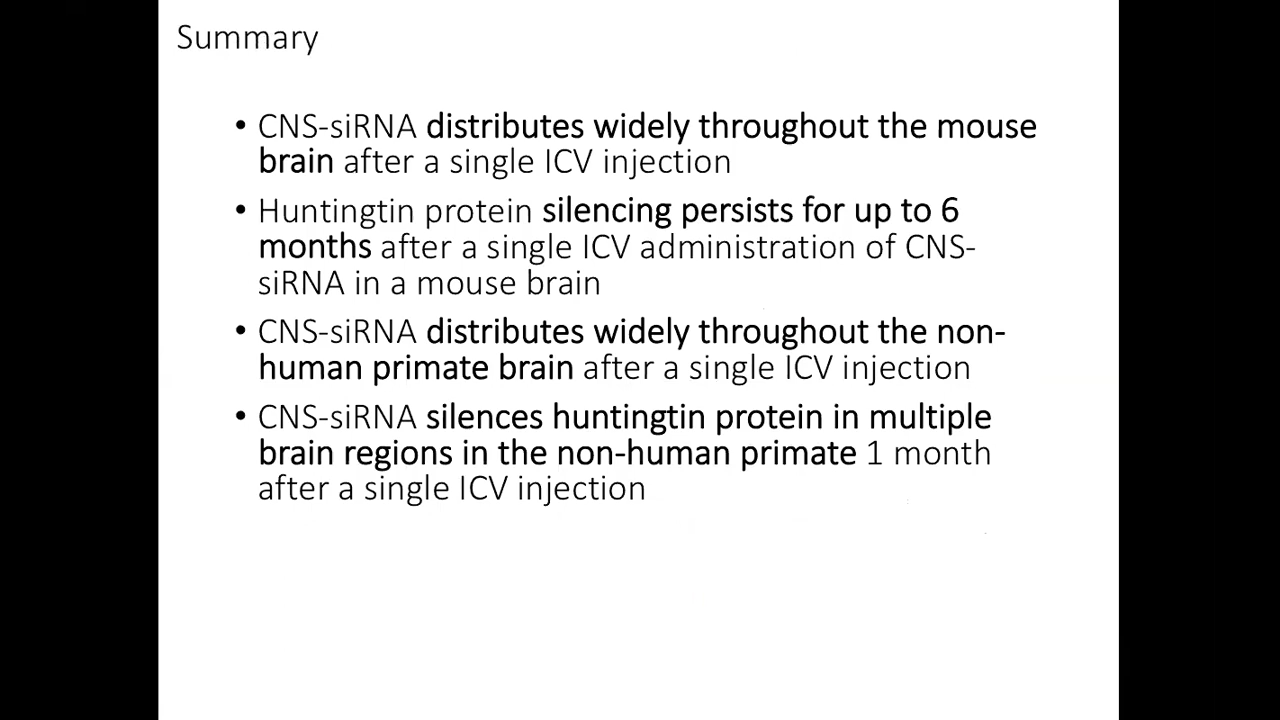 Summary
• CNS-siRNA distributes widely throughout the mouse
brain after a single ICV injection
• Huntingtin protein silencing persists for up to 6
months after a single ICV administration of CNS-
siRNA in a mouse brain
• CNS-siRNA distributes widely throughout the non-
human primate brain after a single ICV injection
• CNS-siRNA silences huntingtin protein in multiple
brain regions in the non-human primate 1 month
after a single ICV injection